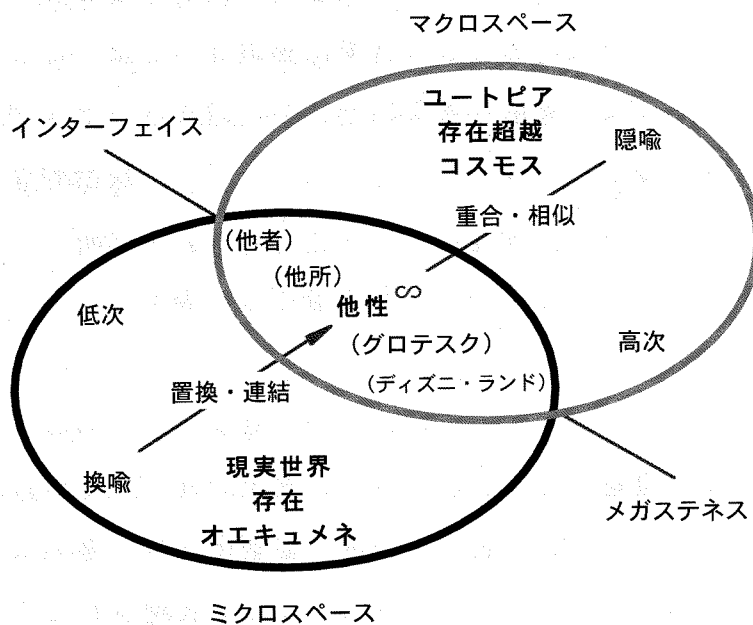 マクロスペース
ユートピア
存在超越
コスモス
インターフェイス
隠喩
重合・相似
(他者)
(他所)
∽
他性
低次
(グロテスク)
高次
(ディズニ・ランド)
置換・連結
換喩
現実世界
存在
オエキュメネ
メガステネス
ミクロスペース